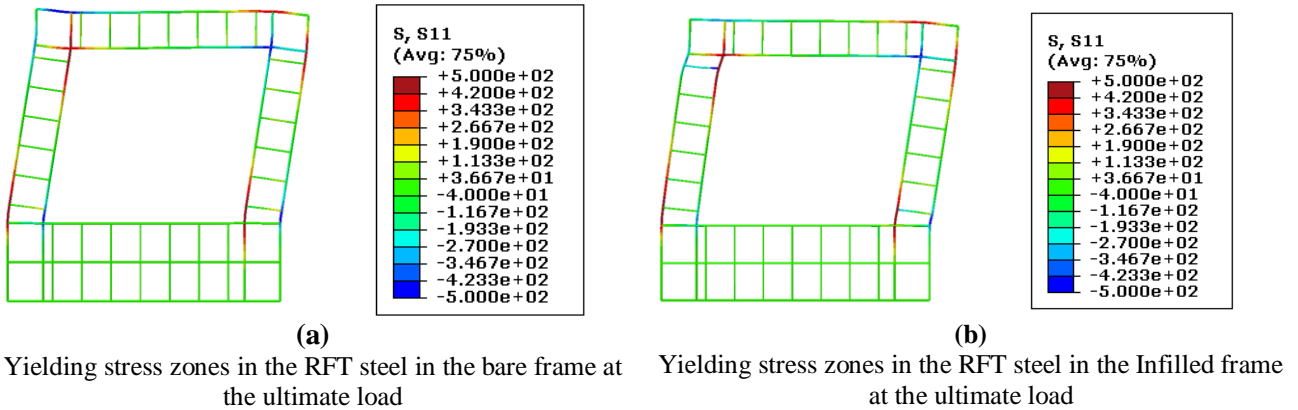 S, S11
(Avg: 75%)
+5.000e+02
+4.200e+02
+3.433e+02
+2.667e+02
+1.900e+02
+1.133e+02
+3.667e+01
-4.000e+01
-1.167e+02
-1.933e+02
-2.700e+02
-3.467e+02
-4.233e+02
-5.000e+02
(a)
Yielding stress zones in the RFT steel in the bare frame at
the ultimate load
S, S11
(Avg: 75%)
+5.000e+02
+4.200e+02
+3.433e+02
+2.667e+02
+1.900e+02
+1.133e+02
+3.667e+01
-4.000e+01
-1.167e+02
-1.933e+02
-2.700e+02
-3.467e+02
-4.233e+02
-5.000e+02
(b)
Yielding stress zones in the RFT steel in the Infilled frame
at the ultimate load